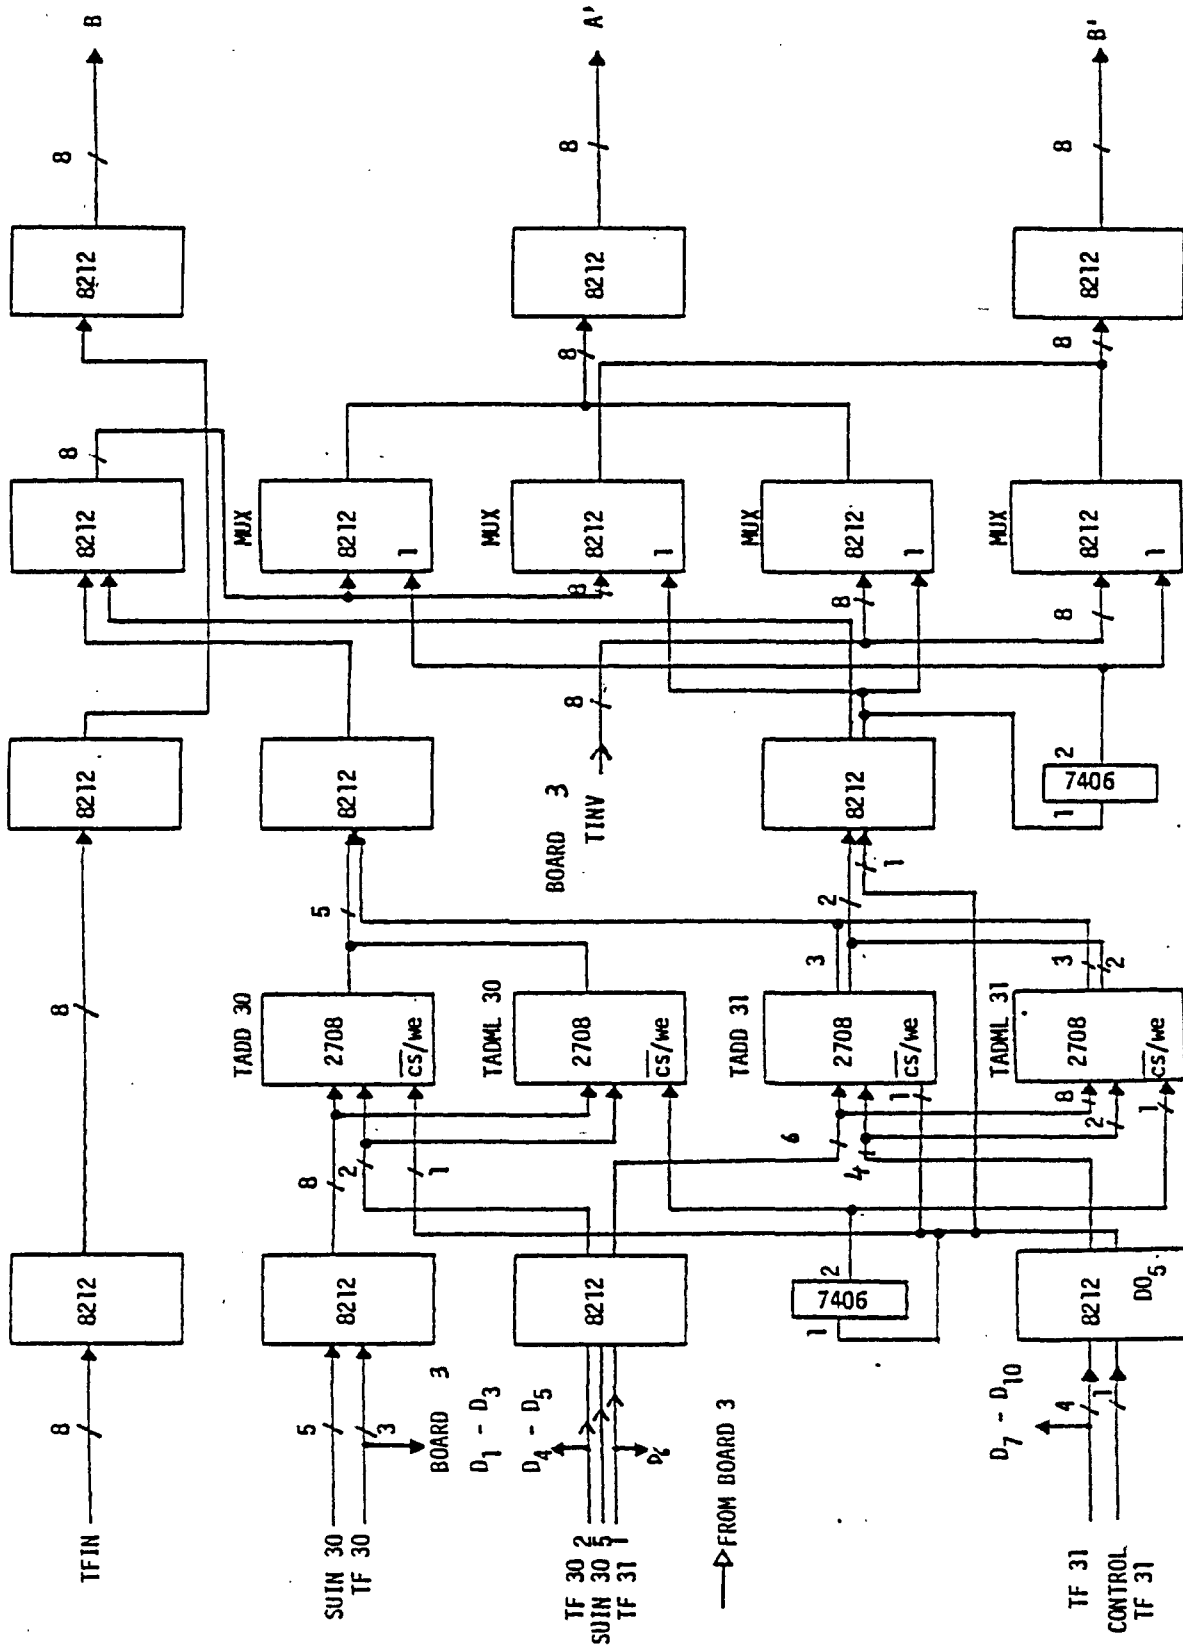 TFIN
8
8212
8
8212
8212
8
8212
8
B
SUIN 30
TF 30
5
3
BOARD 3
D1 - D3
8212
8
2
1
TADD 30
2708
cs/we
5
8212
MUX
8212
1
TF 30 2
SUIN 30 5
TF 31 1
D4 - D5
D6
8212
TADML 30
2708
cs/we
BOARD 3
TINV
8
MUX
8212
8
1
8
8212
8
A'
FROM BOARD 3
1
7406
2
6
4
TADD 31
2708
cs/we
1
3
2
1
8212
8
MUX
8212
1
TF 31
CONTROL
TF 31
D7 - D10
4
1
8212
DO5
TADML 31
2708
cs/we
8
2
1
3
2
1
7406
2
8
MUX
8212
1
8
8212
8
B'